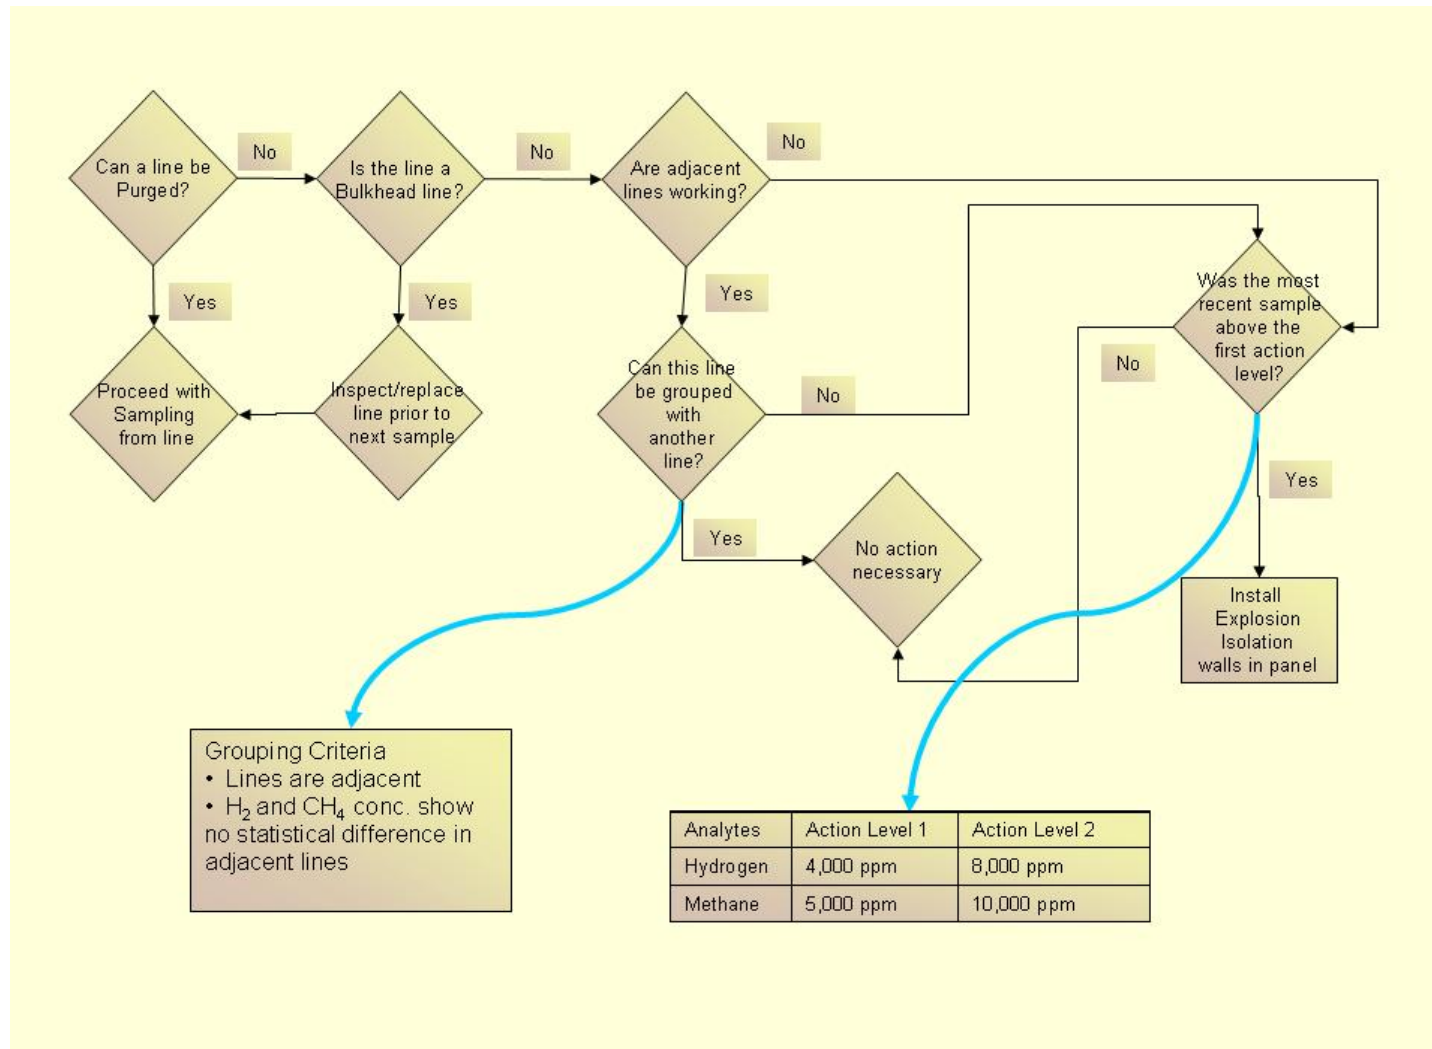 Can a line be
Purged?
No
Is the line a
Bulkhead line?
No
Are adjacent
lines working?
No
Yes
Yes
Yes
Was the most
recent sample
above the
first action
level?
Proceed with
Sampling
from line
Inspect/replace
line prior to
next sample
Can this line
be grouped
with
another
line?
No
No
Yes
Yes
No action
necessary
Install
Explosion
Isolation
walls in panel
Grouping Criteria
• Lines are adjacent
• H₂ and CH₄ conc. show
no statistical difference in
adjacent lines
Analytes Action Level 1 Action Level 2
Hydrogen 4,000 ppm 8,000 ppm
Methane 5,000 ppm 10,000 ppm